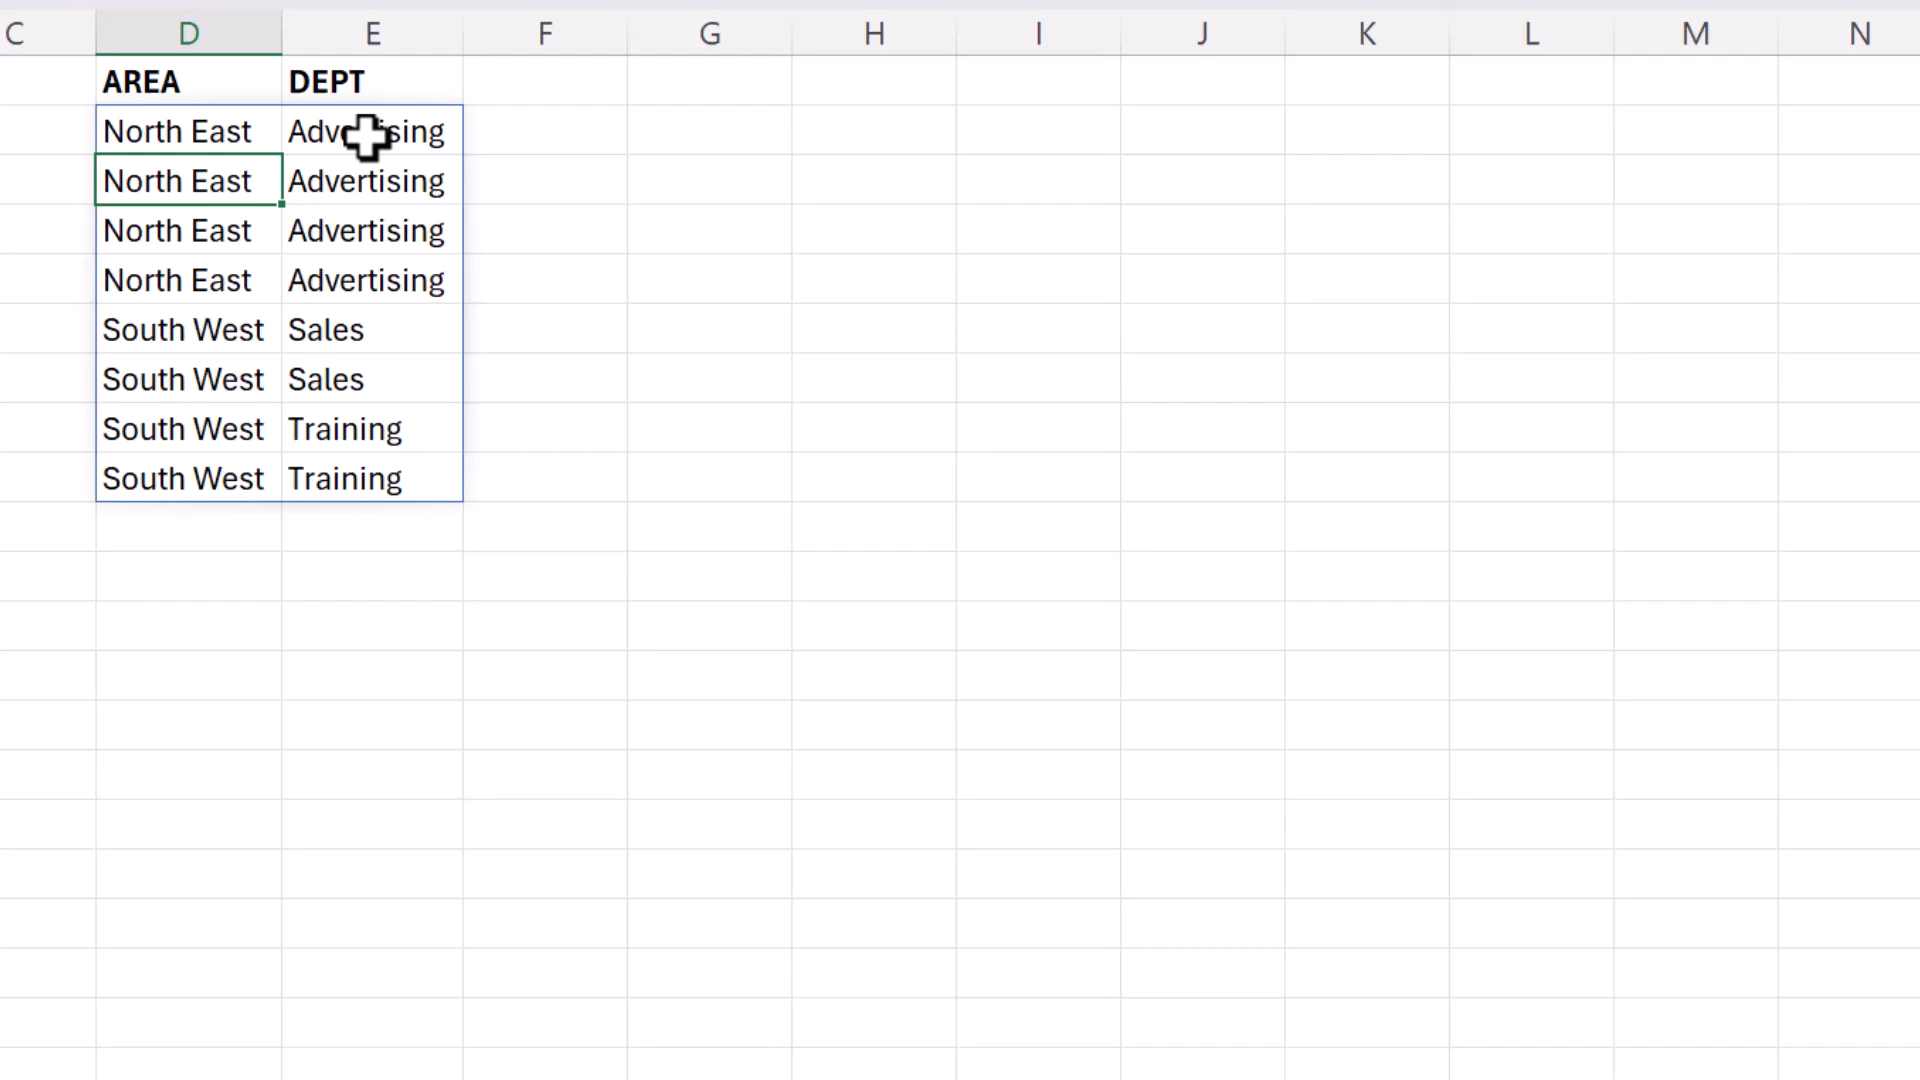 C D E F G H I J K L M N
AREA DEPT
North East Advertising
North East Advertising
North East Advertising
North East Advertising
South West Sales
South West Sales
South West Training
South West Training